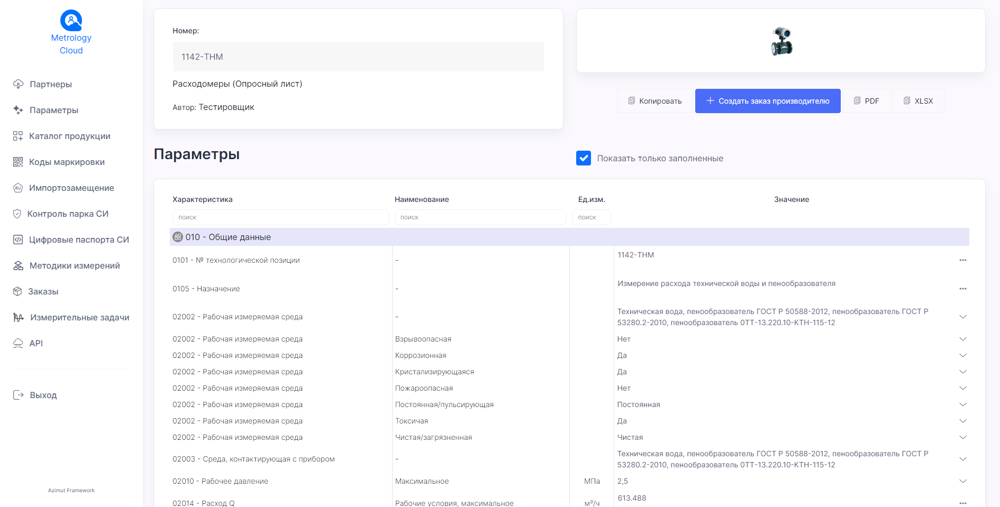 Metrology
Cloud
Партнеры
Параметры
Каталог продукции
Коды маркировки
RU
Импортозамещение
Контроль парка СИ
Цифровые паспорта СИ
Методики измерений
Заказы
Измерительные задачи
API
Выход
Azimut Framework
Номер:
1142-THM
Расходомеры (Опросный лист)
Автор: Тестировщик
Копировать
Создать заказ производителю
PDF
XLSX
Параметры
Показать только заполненные
Характеристика Наименование Ед.изм. Значение
поиск поиск поиск
010 - Общие данные
0101 - № технологической позиции - 1142-THM
0105 - Назначение - Измерение расхода технической воды и пенообразователя
02002 - Рабочая измеряемая среда - Техническая вода, пенообразователь ГОСТ Р 50588-2012, пенообразователь ГОСТ Р
53280.2-2010, пенообразователь ОТТ-13.220.10-КТН-115-12
02002 - Рабочая измеряемая среда Взрывоопасная Нет
02002 - Рабочая измеряемая среда Коррозионная Да
02002 - Рабочая измеряемая среда Кристализирующаяся Да
02002 - Рабочая измеряемая среда Пожароопасная Нет
02002 - Рабочая измеряемая среда Постоянная/пульсирующая Постоянная
02002 - Рабочая измеряемая среда Токсичая Да
02002 - Рабочая измеряемая среда Чистая/загрязненная Чистая
02003 - Среда, контактирующая с прибором - Техническая вода, пенообразователь ГОСТ Р 50588-2012, пенообразователь ГОСТ Р
53280.2-2010, пенообразователь ОТТ-13.220.10-КТН-115-12
02010 - Рабочее давление Максимальное МПа 2,5
02014 - Расход Q Рабочие условия, максимальное м³/ч 613.488